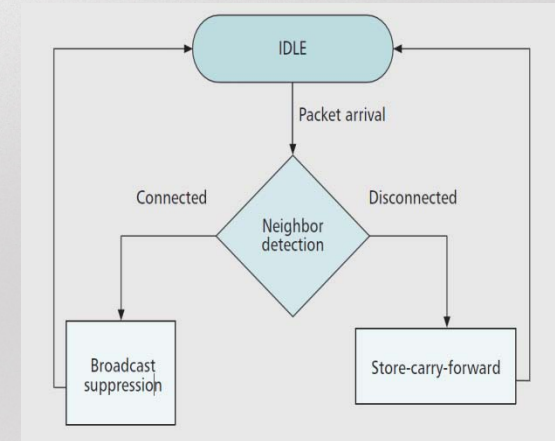 IDLE
Packet arrival
Connected
Disconnected
Neighbor
detection
Broadcast
suppression
Store-carry-forward